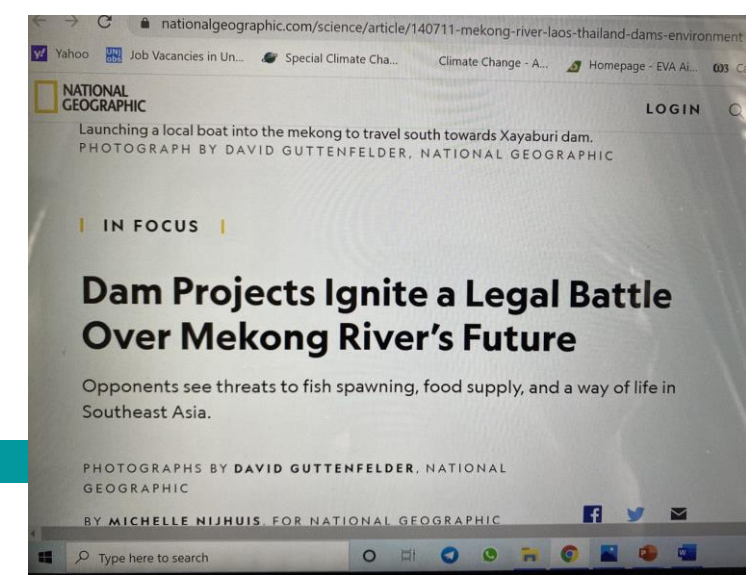 nationalgeographic.com/science/article/140711-mekong-river-laos-thailand-dams-environment
Yahoo Job Vacancies in Un... Special Climate Cha... Climate Change - A... Homepage - EVA Ai...
NATIONAL
GEOGRAPHIC
LOGIN
Launching a local boat into the mekong to travel south towards Xayaburi dam.
PHOTOGRAPH BY DAVID GUTTENFELDER, NATIONAL GEOGRAPHIC
IN FOCUS
Dam Projects Ignite a Legal Battle
Over Mekong River's Future
Opponents see threats to fish spawning, food supply, and a way of life in
Southeast Asia.
PHOTOGRAPHS BY DAVID GUTTENFELDER, NATIONAL
GEOGRAPHIC
BY MICHELLE NIJHUIS, FOR NATIONAL GEOGRAPHIC
Type here to search